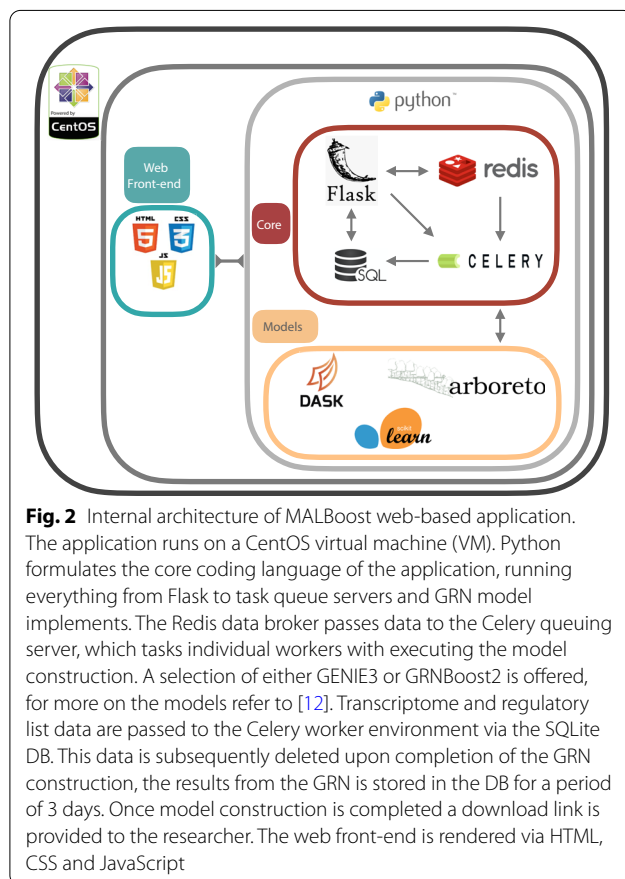 Powered by
CentOS
python™
Web
Front-end
HTML
CSS
JS
5
3
JS
Core
Flask
redis
SQL
CELERY
Models
DASK
arboreto
scikit
learn
Fig. 2 Internal architecture of MALBoost web-based application.
The application runs on a CentOS virtual machine (VM). Python
formulates the core coding language of the application, running
everything from Flask to task queue servers and GRN model
implements. The Redis data broker passes data to the Celery queuing
server, which tasks individual workers with executing the model
construction. A selection of either GENIE3 or GRNBoost2 is offered,
for more on the models refer to [12]. Transcriptome and regulatory
list data are passed to the Celery worker environment via the SQLite
DB. This data is subsequently deleted upon completion of the GRN
construction, the results from the GRN is stored in the DB for a period
of 3 days. Once model construction is completed a download link is
provided to the researcher. The web front-end is rendered via HTML,
CSS and JavaScript